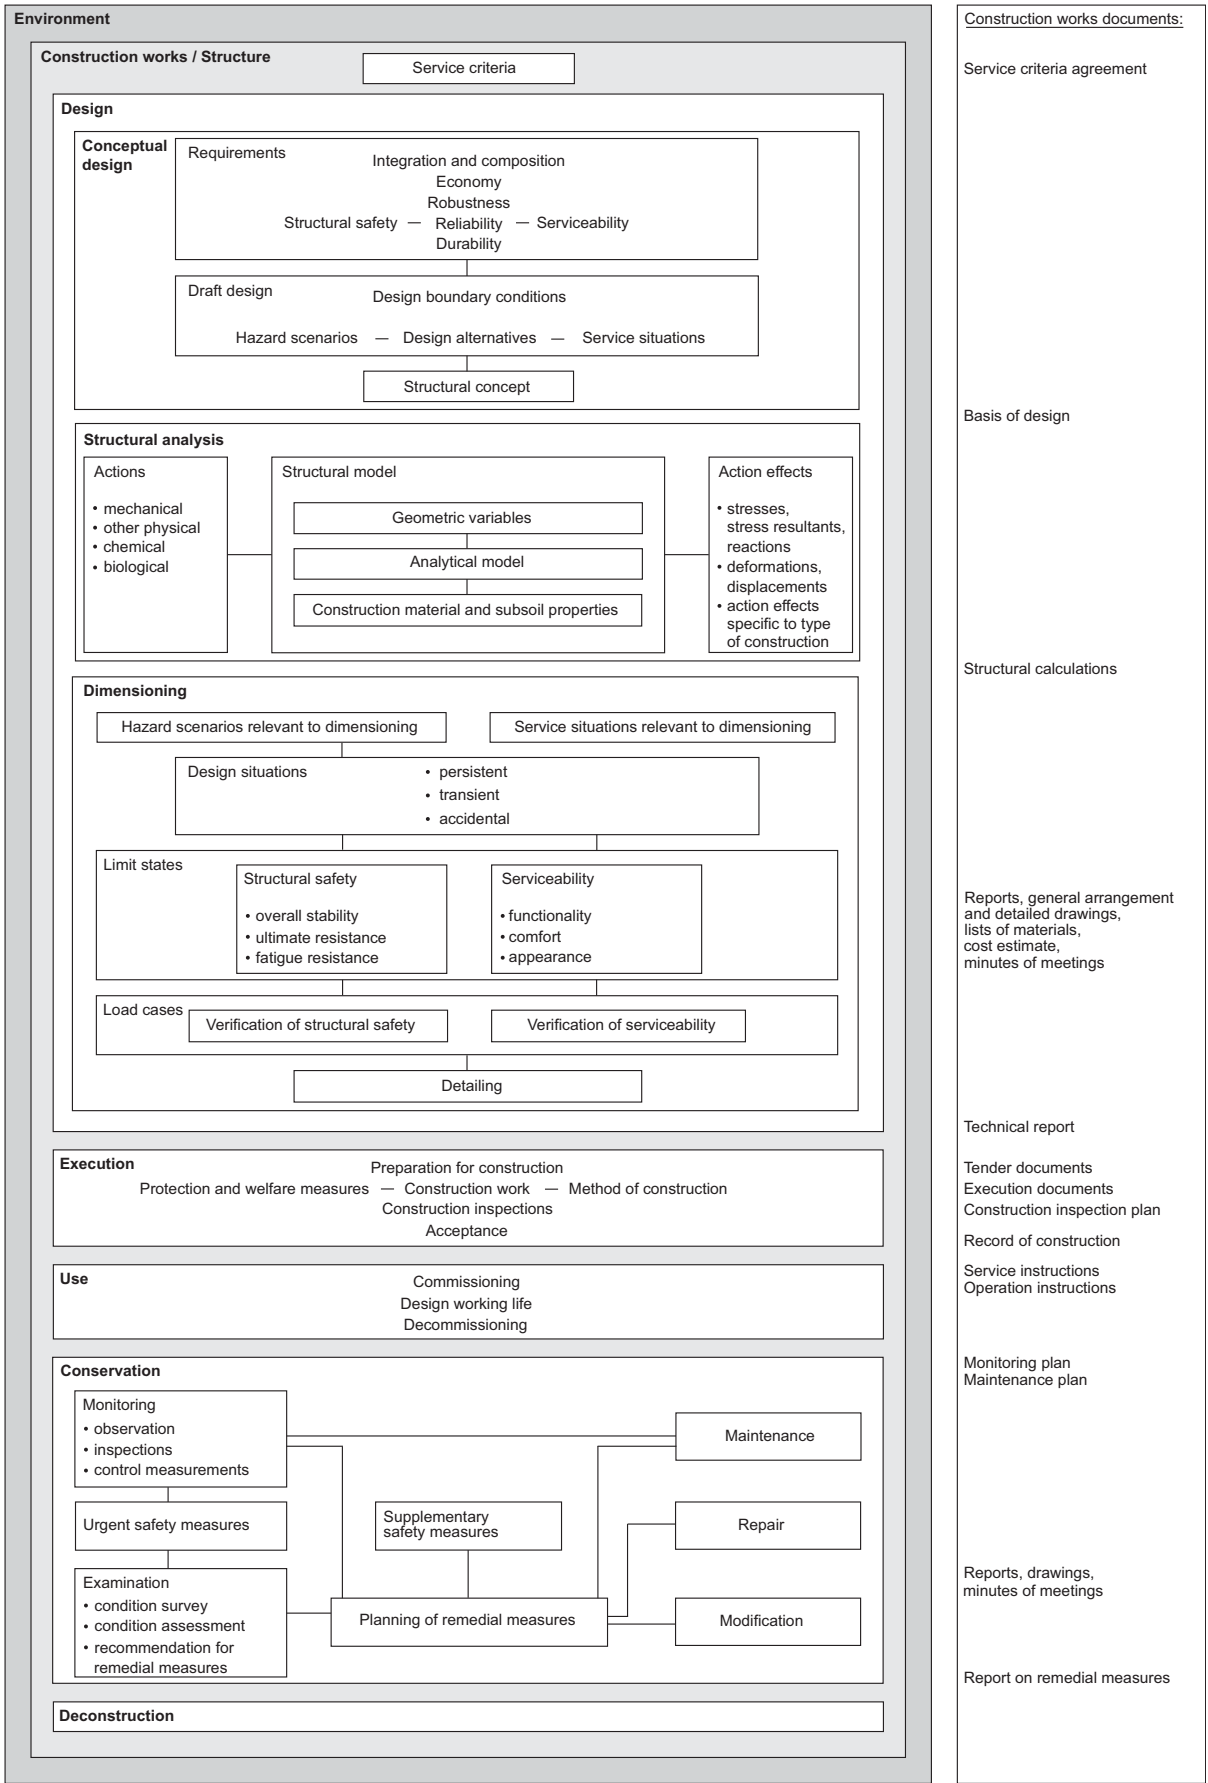 Environment
Construction works / Structure
Service criteria
Design
Conceptual
design
Requirements
Integration and composition
Economy
Robustness
Structural safety — Reliability — Serviceability
Durability
Draft design
Design boundary conditions
Hazard scenarios — Design alternatives — Service situations
Structural concept
Structural analysis
Actions
• mechanical
• other physical
• chemical
• biological
Structural model
Geometric variables
Analytical model
Construction material and subsoil properties
Action effects
• stresses,
stress resultants,
reactions
• deformations,
displacements
• action effects
specific to type
of construction
Dimensioning
Hazard scenarios relevant to dimensioning
Service situations relevant to dimensioning
Design situations
• persistent
• transient
• accidental
Limit states
Structural safety
• overall stability
• ultimate resistance
• fatigue resistance
Serviceability
• functionality
• comfort
• appearance
Load cases
Verification of structural safety
Verification of serviceability
Detailing
Execution
Preparation for construction
Protection and welfare measures — Construction work — Method of construction
Construction inspections
Acceptance
Use
Commissioning
Design working life
Decommissioning
Conservation
Monitoring
• observation
• inspections
• control measurements
Maintenance
Urgent safety measures
Supplementary
safety measures
Repair
Examination
• condition survey
• condition assessment
• recommendation for
remedial measures
Planning of remedial measures
Modification
Deconstruction
Construction works documents:
Service criteria agreement
Basis of design
Structural calculations
Reports, general arrangement
and detailed drawings,
lists of materials,
cost estimate,
minutes of meetings
Technical report
Tender documents
Execution documents
Construction inspection plan
Record of construction
Service instructions
Operation instructions
Monitoring plan
Maintenance plan
Reports, drawings,
minutes of meetings
Report on remedial measures